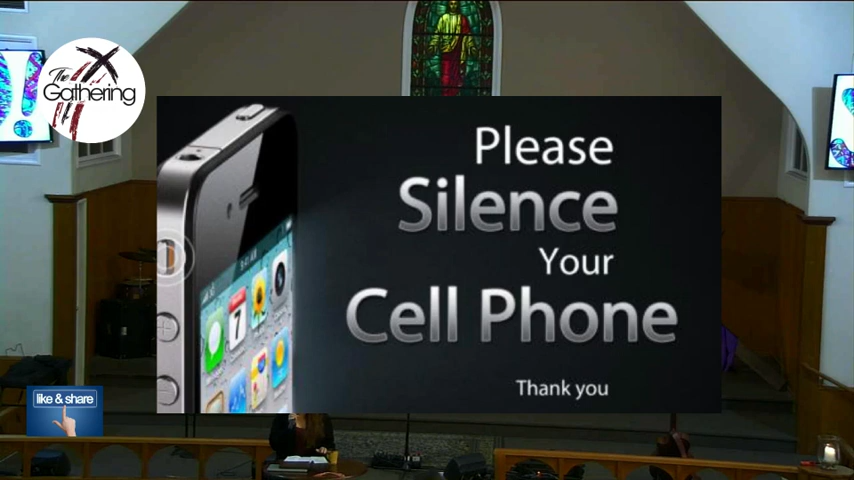 The
Gathering
Please
Silence
Your
Cell Phone
Thank you
like & share